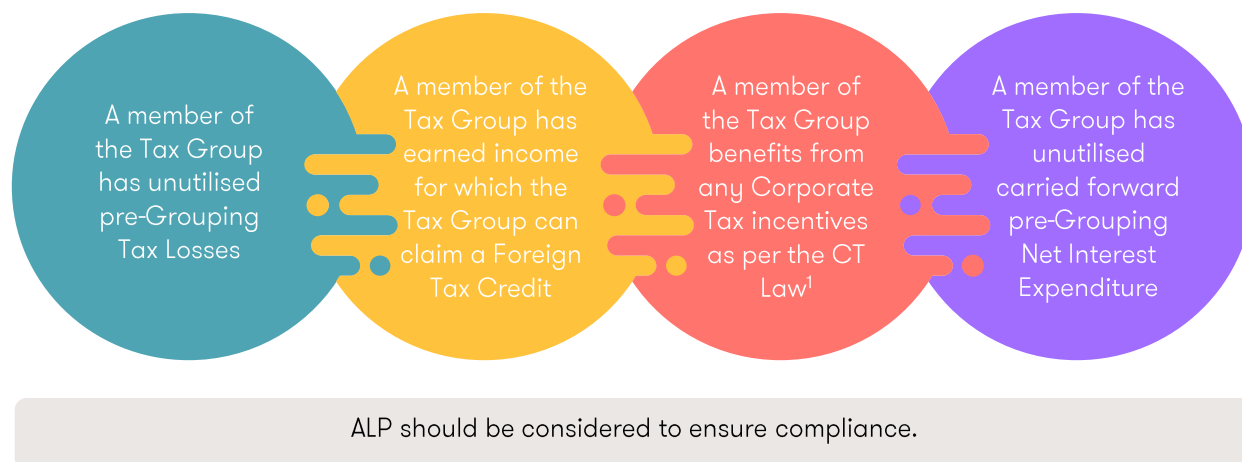 A member of
the Tax Group
has unutilised
pre-Grouping
Tax Losses
A member of the
Tax Group has
earned income
for which the
Tax Group can
claim a Foreign
Tax Credit
A member of
the Tax Group
benefits from
any Corporate
Tax incentives
as per the CT
Law¹
A member of the
Tax Group has
unutilised
carried forward
pre-Grouping
Net Interest
Expenditure
ALP should be considered to ensure compliance.